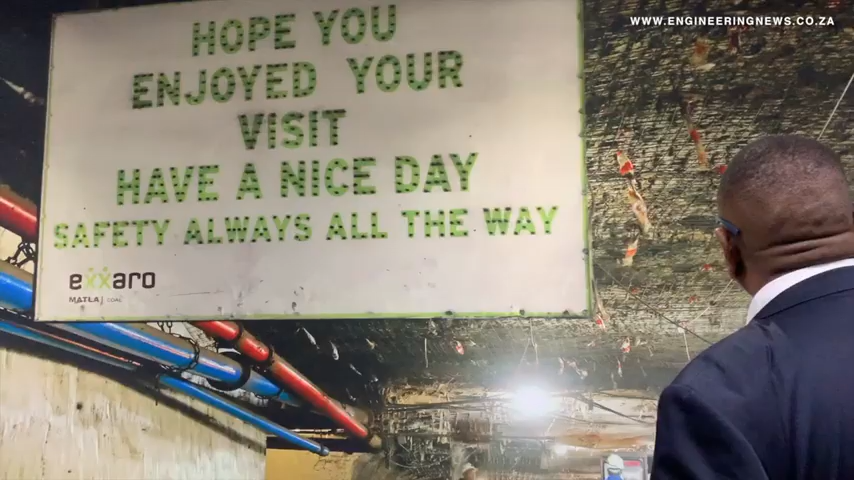 WWW.ENGINEERINGNEWS.CO.ZA
HOPE YOU
ENJOYED YOUR
VISIT
HAVE A NICE DAY
SAFETY ALWAYS ALL THE WAY
exxaro
MATLA COAL